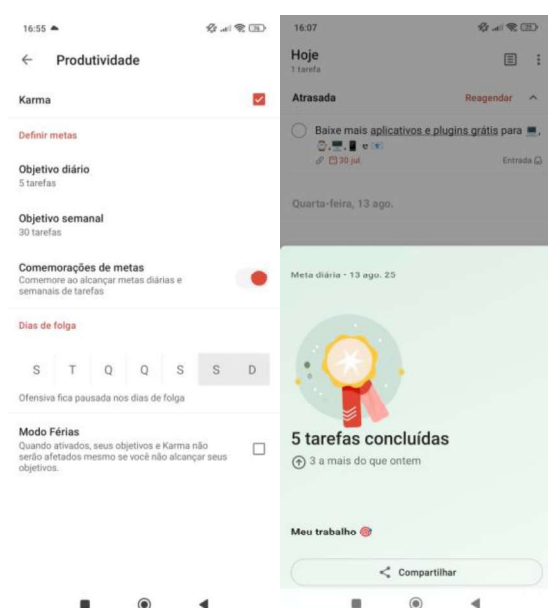 16:55
Produtividade
Karma
Definir metas
Objetivo diário
5 tarefas
Objetivo semanal
30 tarefas
Comemorações de metas
Comemore ao alcançar metas diárias e
semanais de tarefas
Dias de folga
S T Q Q S S D
Ofensiva fica pausada nos dias de folga
Modo Férias
Quando ativados, seus objetivos e Karma não
serão afetados mesmo se você não alcançar seus
objetivos.
16:07
Hoje
1 tarefa
Atrasada Reagendar
Baixe mais aplicativos e plugins grátis para 💻,
⌚,🖥️,📱 e 📧
30 jul. Entrada
Quarta-feira, 13 ago.
Meta diária · 13 ago. 25
5 tarefas concluídas
3 a mais do que ontem
Meu trabalho 🎯
Compartilhar